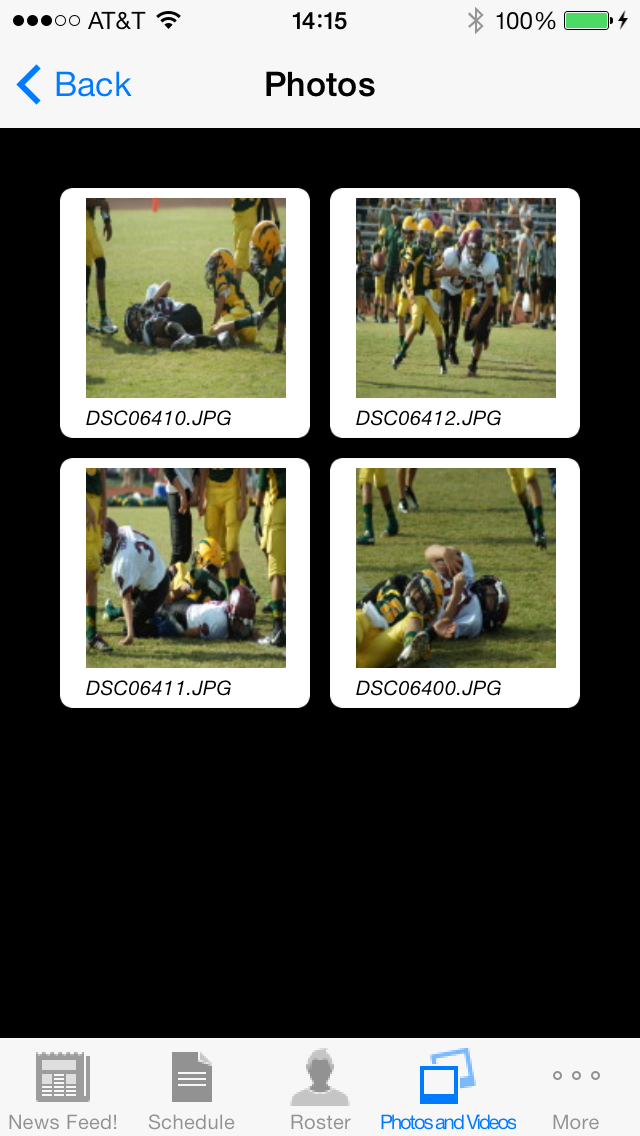 AT&T 14:15 100%
Back Photos
DSC06410.JPG DSC06412.JPG
DSC06411.JPG DSC06400.JPG
News Feed! Schedule Roster Photos and Videos More